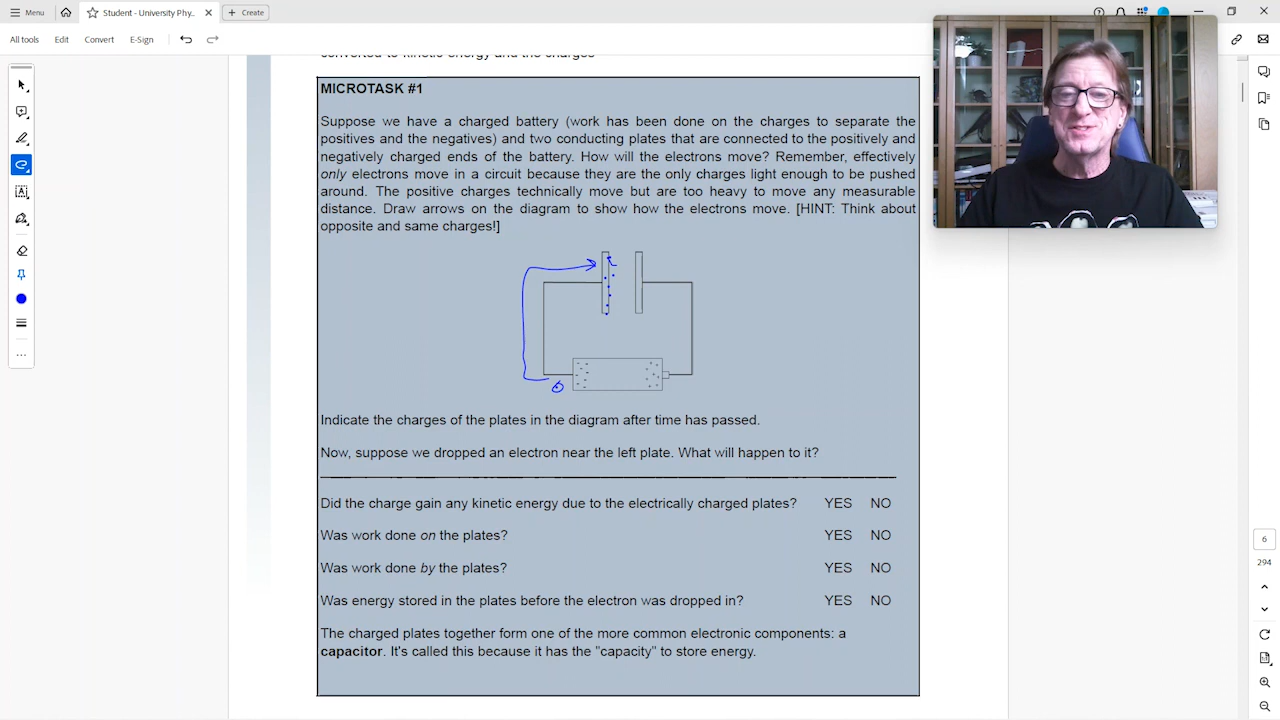 Menu
Student - University Phy...
Create
All tools
Edit
Convert
E-Sign
converted to kinetic energy and the charges
MICROTASK #1
Suppose we have a charged battery (work has been done on the charges to separate the
positives and the negatives) and two conducting plates that are connected to the positively and
negatively charged ends of the battery. How will the electrons move? Remember, effectively
only electrons move in a circuit because they are the only charges light enough to be pushed
around. The positive charges technically move but are too heavy to move any measurable
distance. Draw arrows on the diagram to show how the electrons move. [HINT: Think about
opposite and same charges!]
Indicate the charges of the plates in the diagram after time has passed.
Now, suppose we dropped an electron near the left plate. What will happen to it?
Did the charge gain any kinetic energy due to the electrically charged plates? YES NO
Was work done on the plates? YES NO
Was work done by the plates? YES NO
Was energy stored in the plates before the electron was dropped in? YES NO
The charged plates together form one of the more common electronic components: a
capacitor. It's called this because it has the "capacity" to store energy.
6
294